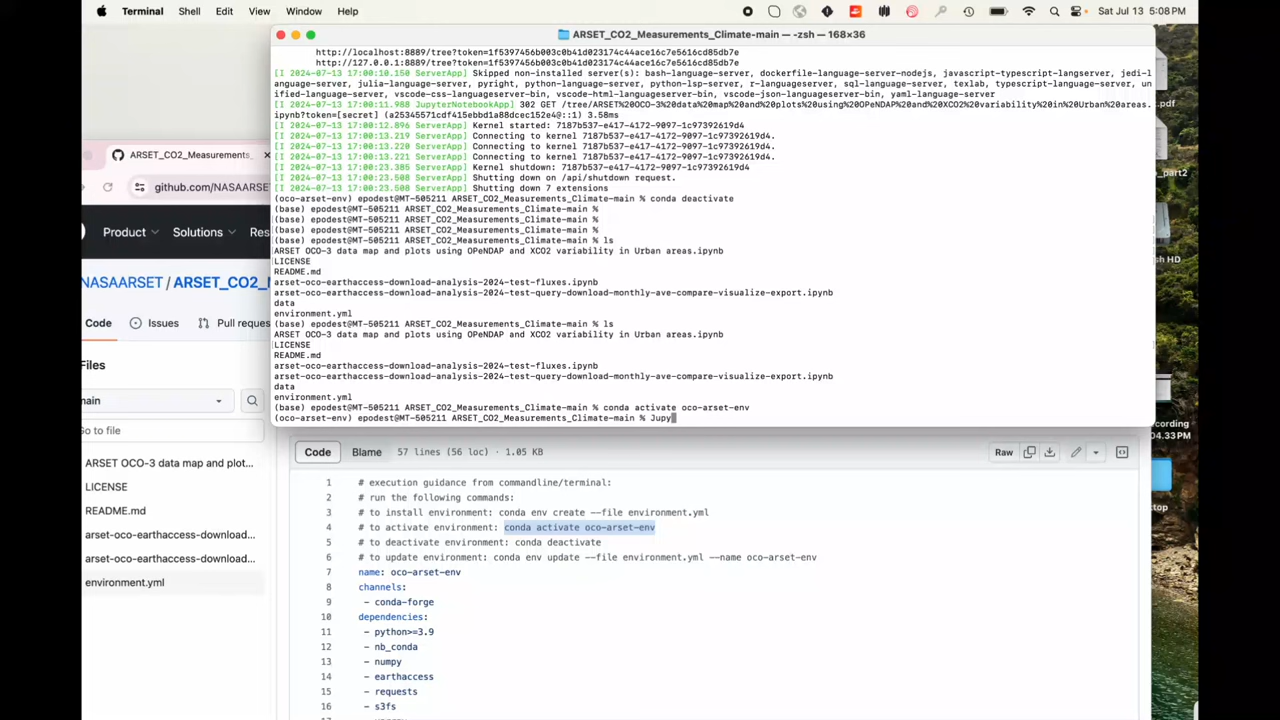 Terminal Shell Edit View Window Help Sat Jul 13 5:08 PM
ARSET_CO2_Measurements_Climate-main — -zsh — 168×36
http://localhost:8889/tree?token=1f5397456b003c0b41d023174c44ace16c7e5616cd85db7e
http://127.0.0.1:8889/tree?token=1f5397456b003c0b41d023174c44ace16c7e5616cd85db7e
[I 2024-07-13 17:00:10.150 ServerApp] Skipped non-installed server(s): bash-language-server, dockerfile-language-server-nodejs, javascript-typescript-langserver, jedi-l
anguage-server, julia-language-server, pyright, python-language-server, python-lsp-server, r-languageserver, sql-language-server, texlab, typescript-language-server, un
ified-language-server, vscode-css-languageserver-bin, vscode-html-languageserver-bin, vscode-json-languageserver-bin, yaml-language-server
[I 2024-07-13 17:00:11.988 JupyterNotebookApp] 302 GET /tree/ARSET%20OCO-3%20data%20map%20and%20plots%20using%20OPeNDAP%20and%20XCO2%20variability%20in%20Urban%20areas.
ipynb?token=[secret] (a25345571cdf415ebbd1a88dcec152e4@::1) 3.58ms
[I 2024-07-13 17:00:12.896 ServerApp] Kernel started: 7187b537-e417-4172-9097-1c97392619d4
[I 2024-07-13 17:00:13.219 ServerApp] Connecting to kernel 7187b537-e417-4172-9097-1c97392619d4.
[I 2024-07-13 17:00:13.220 ServerApp] Connecting to kernel 7187b537-e417-4172-9097-1c97392619d4.
[I 2024-07-13 17:00:13.221 ServerApp] Connecting to kernel 7187b537-e417-4172-9097-1c97392619d4.
[I 2024-07-13 17:00:23.385 ServerApp] Kernel shutdown: 7187b537-e417-4172-9097-1c97392619d4
[I 2024-07-13 17:00:23.508 ServerApp] Shutting down on /api/shutdown request.
[I 2024-07-13 17:00:23.508 ServerApp] Shutting down 7 extensions
(oco-arset-env) epodest@MT-505211 ARSET_CO2_Measurements_Climate-main % conda deactivate
(base) epodest@MT-505211 ARSET_CO2_Measurements_Climate-main %
(base) epodest@MT-505211 ARSET_CO2_Measurements_Climate-main %
(base) epodest@MT-505211 ARSET_CO2_Measurements_Climate-main %
(base) epodest@MT-505211 ARSET_CO2_Measurements_Climate-main % ls
ARSET OCO-3 data map and plots using OPeNDAP and XCO2 variability in Urban areas.ipynb
LICENSE
README.md
arset-oco-earthaccess-download-analysis-2024-test-fluxes.ipynb
arset-oco-earthaccess-download-analysis-2024-test-query-download-monthly-ave-compare-visualize-export.ipynb
data
environment.yml
(base) epodest@MT-505211 ARSET_CO2_Measurements_Climate-main % ls
ARSET OCO-3 data map and plots using OPeNDAP and XCO2 variability in Urban areas.ipynb
LICENSE
README.md
arset-oco-earthaccess-download-analysis-2024-test-fluxes.ipynb
arset-oco-earthaccess-download-analysis-2024-test-query-download-monthly-ave-compare-visualize-export.ipynb
data
environment.yml
(base) epodest@MT-505211 ARSET_CO2_Measurements_Climate-main % conda activate oco-arset-env
(oco-arset-env) epodest@MT-505211 ARSET_CO2_Measurements_Climate-main % Jupy
ARSET_CO2_Measurements_
github.com/NASAARSET
Product Solutions Res
NASAARSET / ARSET_CO2_
Code Issues Pull reques
Files
main
Go to file
ARSET OCO-3 data map and plot...
LICENSE
README.md
arset-oco-earthaccess-download...
arset-oco-earthaccess-download...
environment.yml
Code Blame 57 lines (56 loc) · 1.05 KB Raw
1 # execution guidance from commandline/terminal:
2 # run the following commands:
3 # to install environment: conda env create --file environment.yml
4 # to activate environment: conda activate oco-arset-env
5 # to deactivate environment: conda deactivate
6 # to update environment: conda env update --file environment.yml --name oco-arset-env
7 name: oco-arset-env
8 channels:
9 - conda-forge
10 dependencies:
11 - python>=3.9
12 - nb_conda
13 - numpy
14 - earthaccess
15 - requests
16 - s3fs
17
.pdf
_part2
sh HD
cording
04.33 PM
top